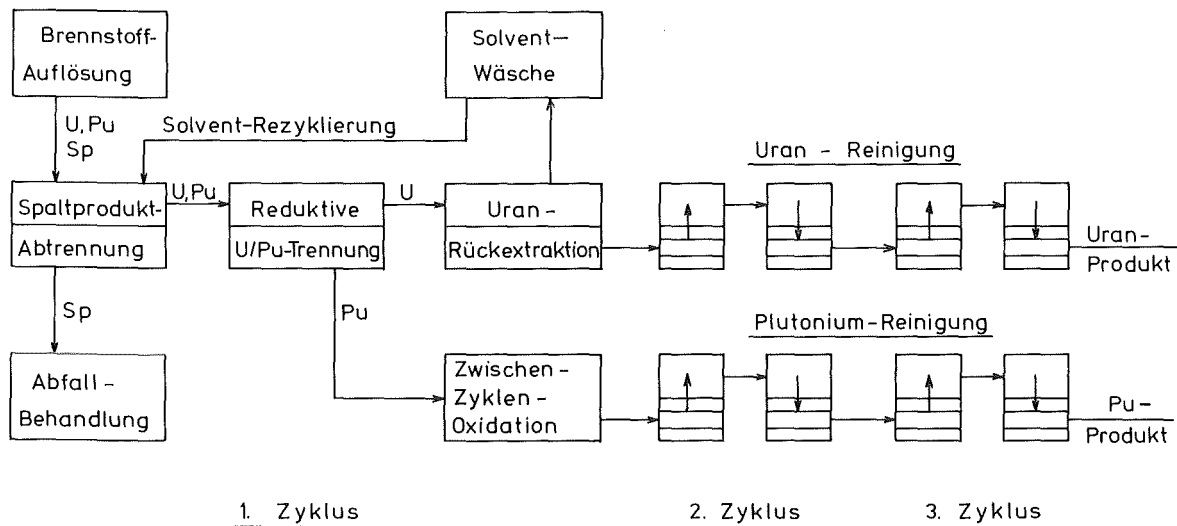 Brennstoff-
Auflösung
Solvent-
Wäsche
U, Pu
Sp
Solvent-Rezyklierung
Uran - Reinigung
Spaltprodukt-
Abtrennung
U,Pu
Reduktive
U/Pu-Trennung
U
Uran -
Rückextraktion
Uran-
Produkt
Sp
Pu
Plutonium-Reinigung
Abfall -
Behandlung
Zwischen -
Zyklen -
Oxidation
Pu-
Produkt
1. Zyklus
2. Zyklus
3. Zyklus